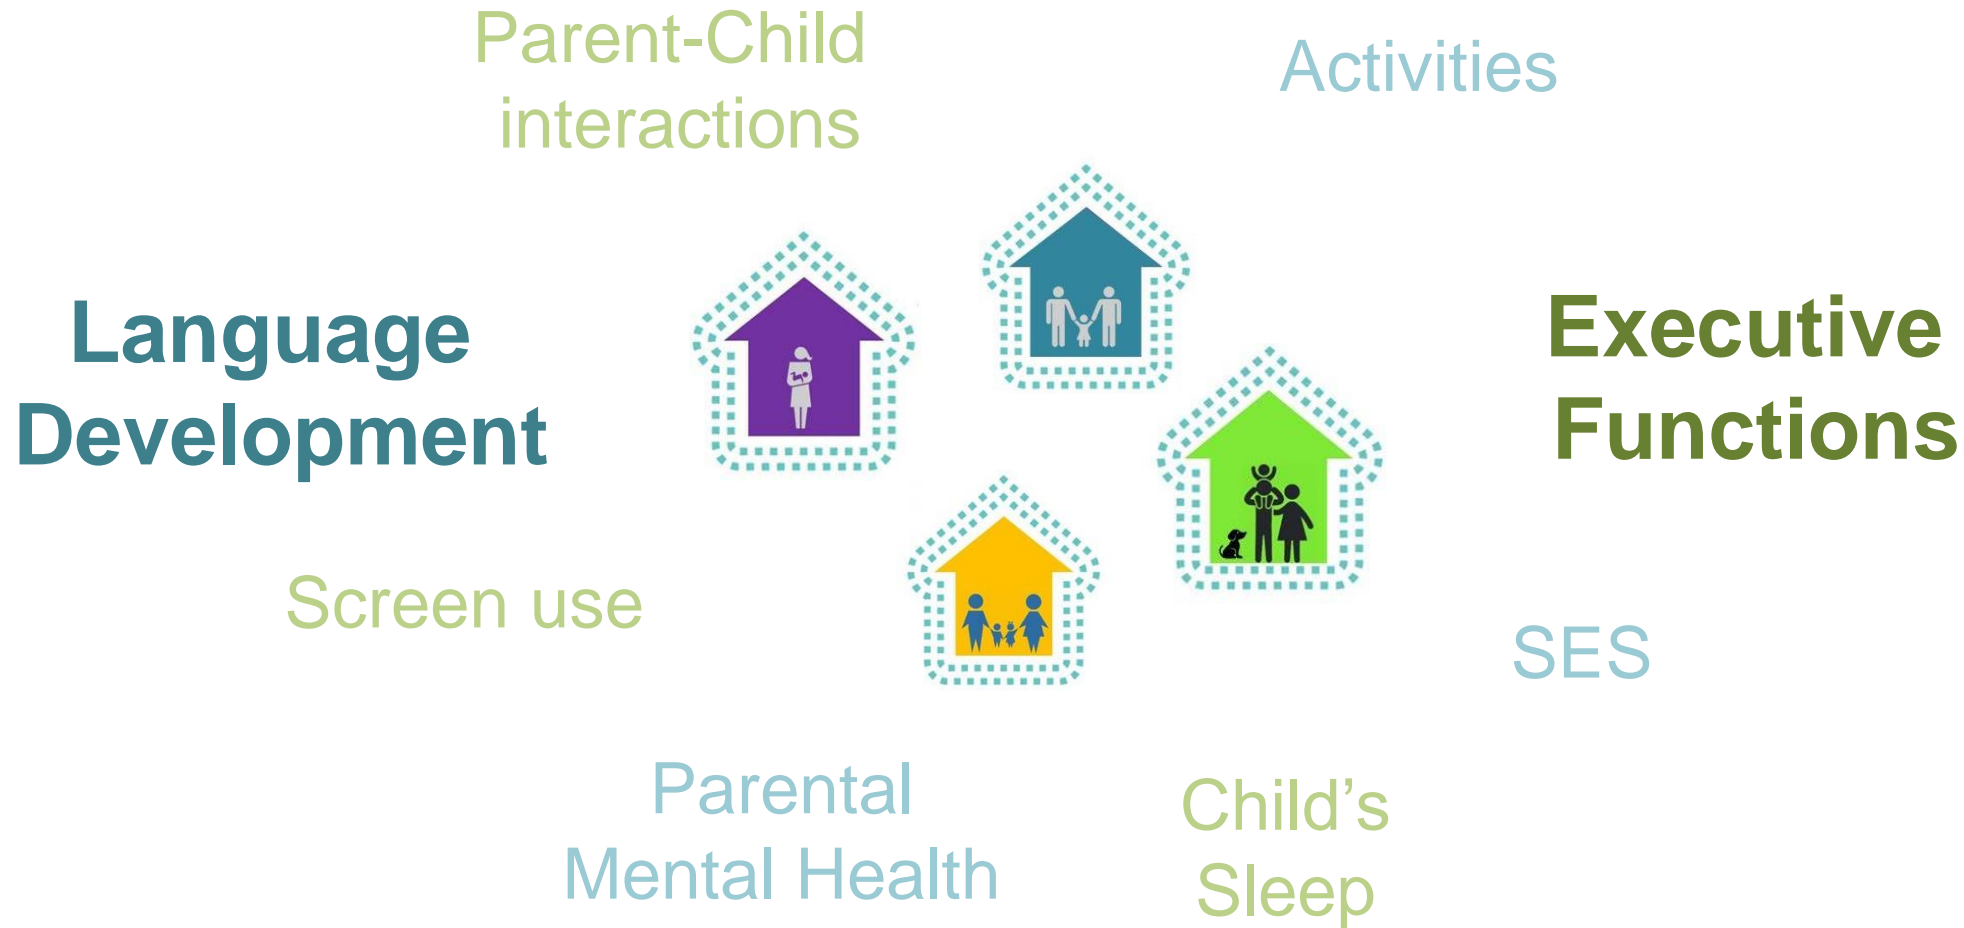 Parent-Child
interactions
Activities
Language
Development
Executive
Functions
Screen use
SES
Parental
Mental Health
Child’s
Sleep